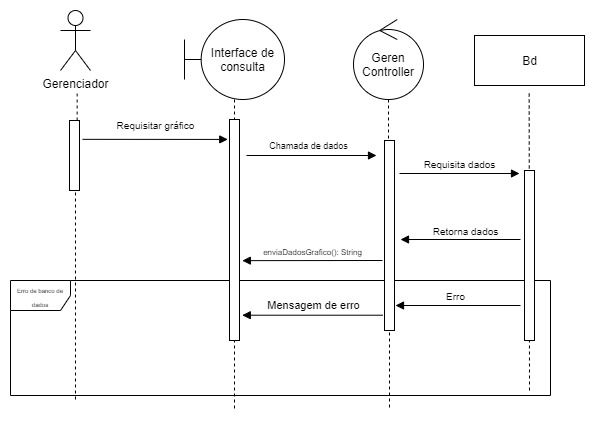 Gerenciador
Interface de
consulta
Geren
Controller
Bd
Requisitar gráfico
Chamada de dados
Requisita dados
Retorna dados
enviaDadosGrafico(): String
Erro de banco de
dados
Erro
Mensagem de erro